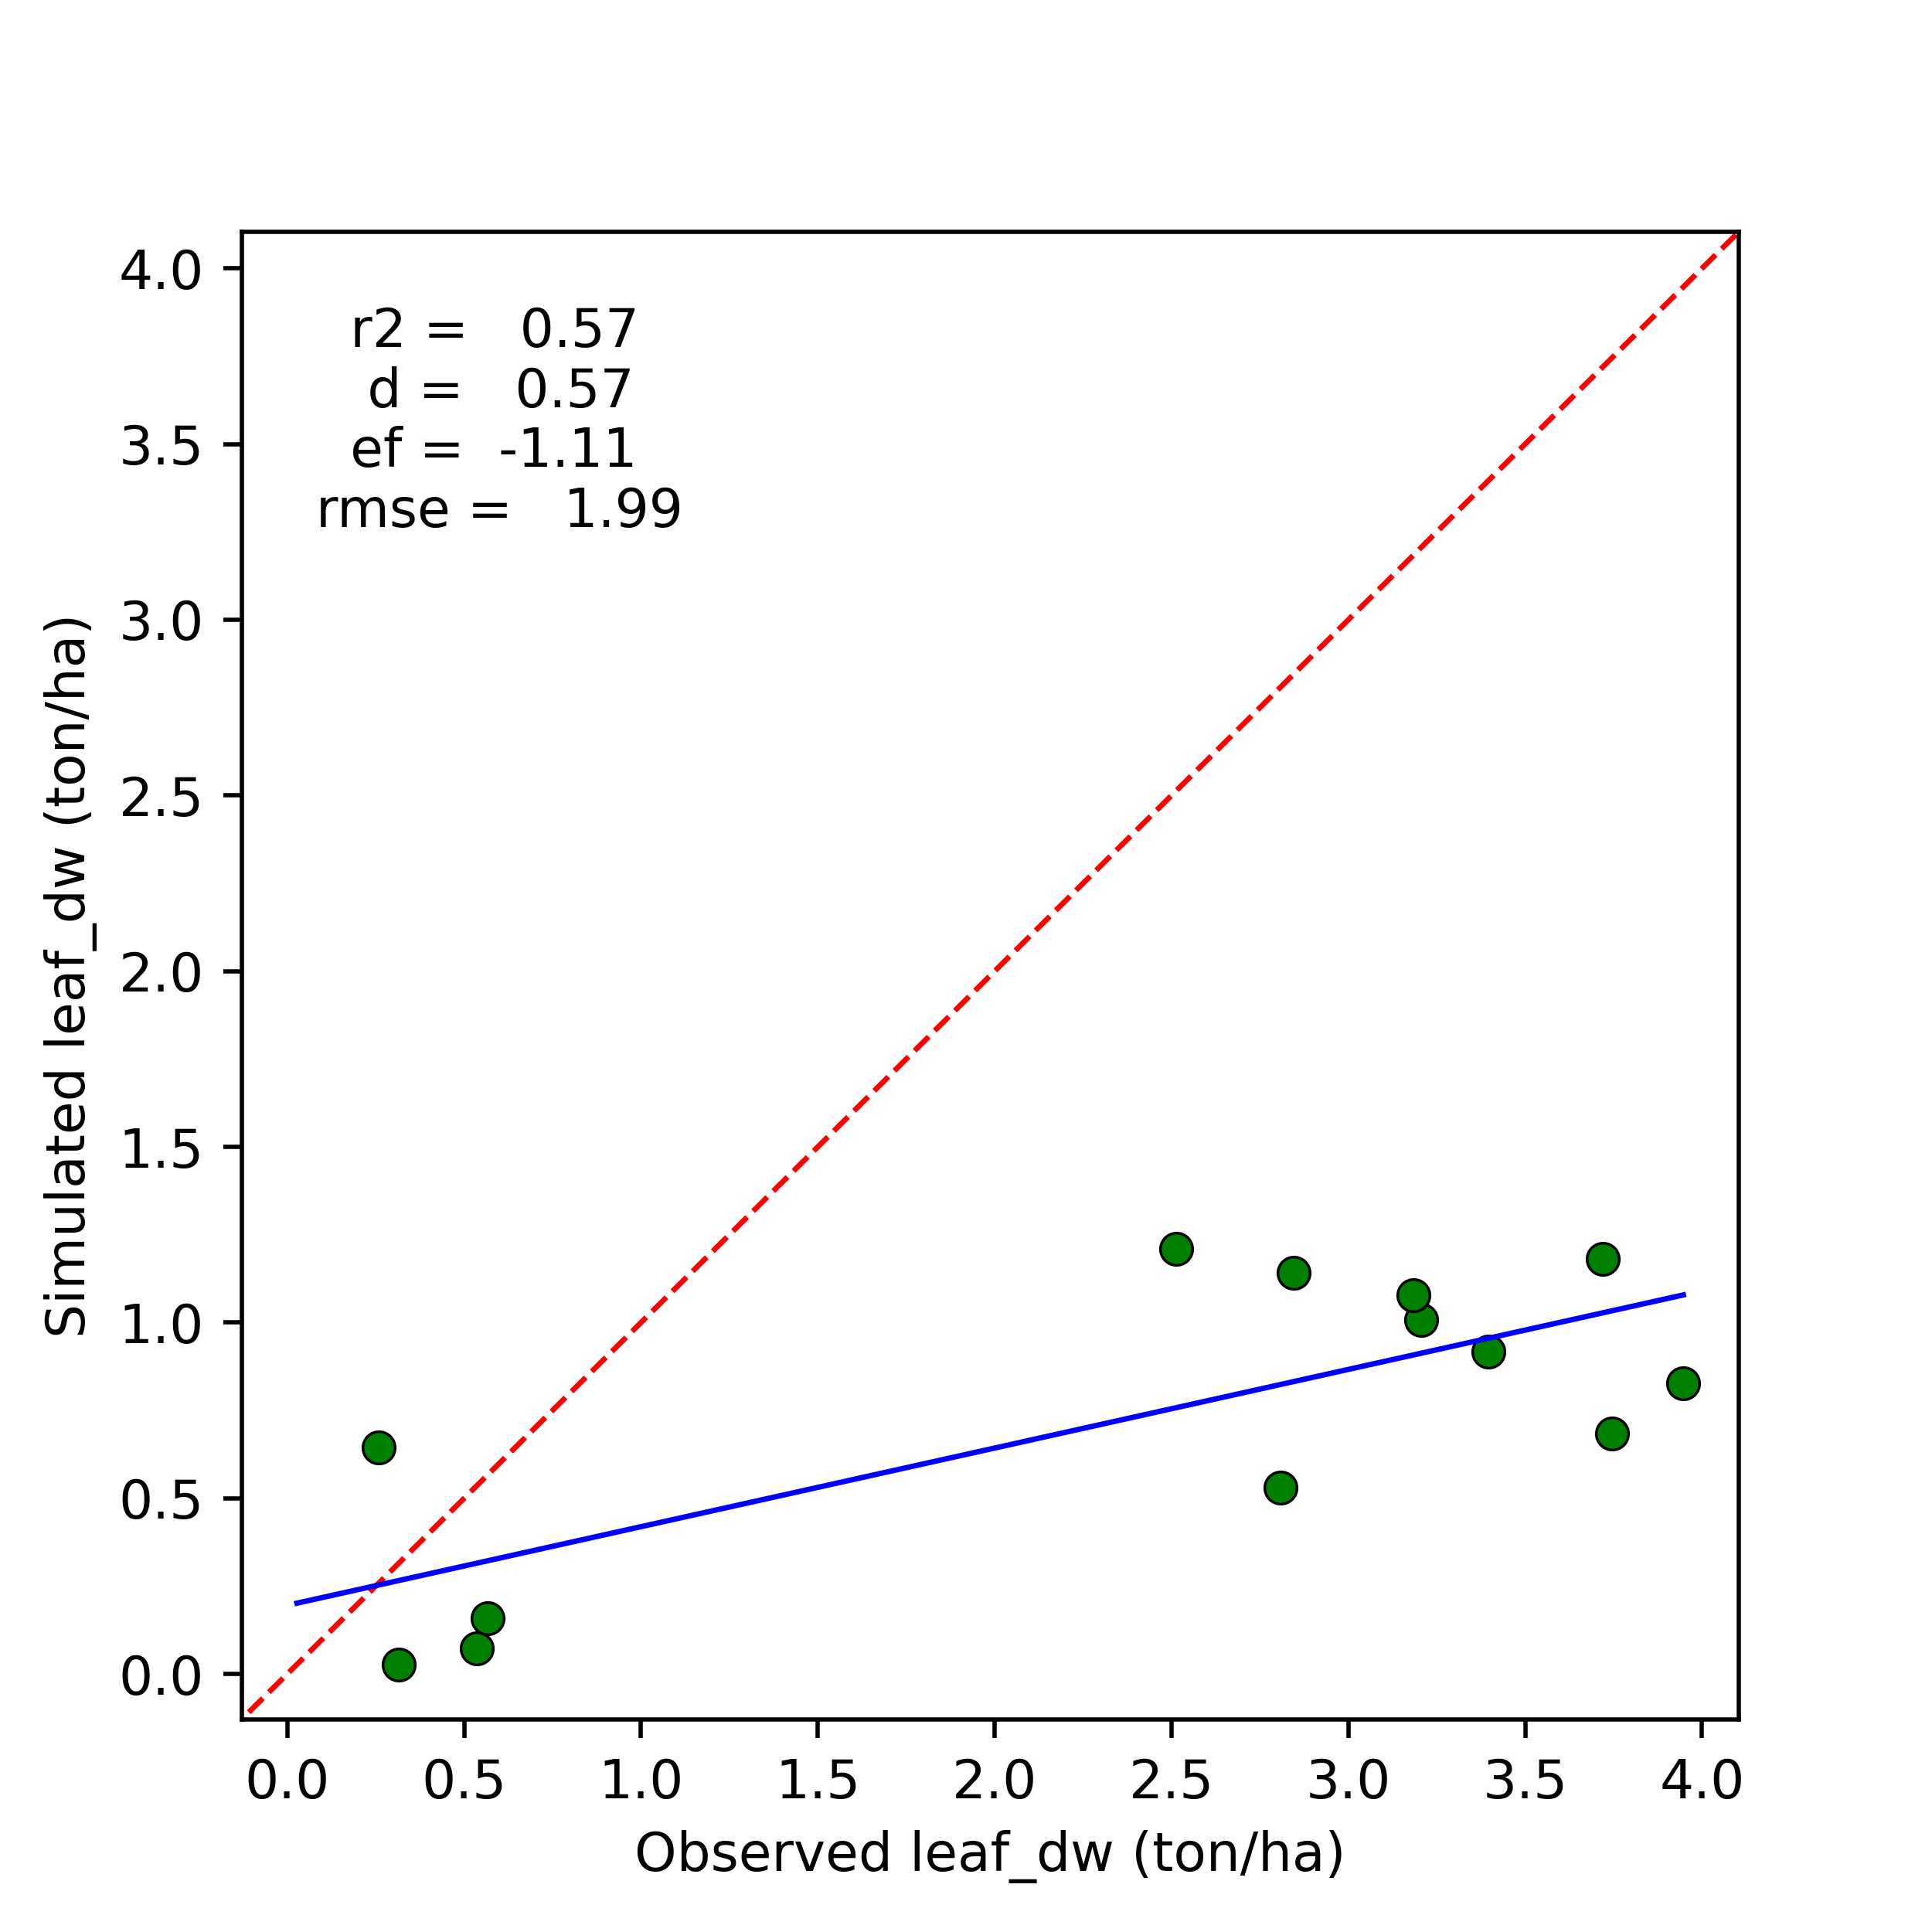 r2 = 0.57
d = 0.57
ef = -1.11
rmse = 1.99
4.0
3.5
3.0
2.5
2.0
1.5
1.0
0.5
0.0
Simulated leaf_dw (ton/ha)
0.0 0.5 1.0 1.5 2.0 2.5 3.0 3.5 4.0
Observed leaf_dw (ton/ha)